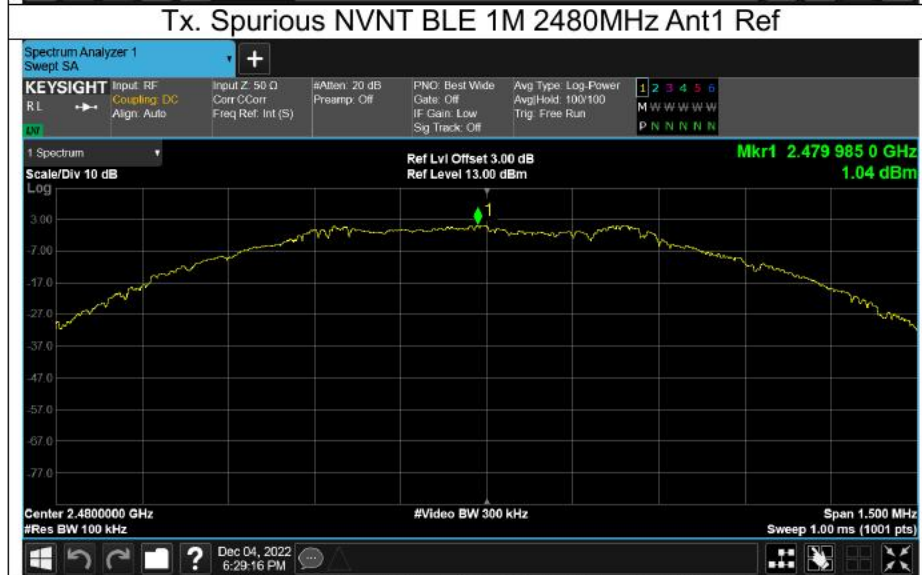 Tx. Spurious NVNT BLE 1M 2480MHz Ant1 Ref
Spectrum Analyzer 1
Swept SA
+
KEYSIGHT
RL
LXI
Input: RF
Coupling: DC
Align: Auto
Input Z: 50 Ω
Corr CCorr
Freq Ref: Int (S)
#Atten: 20 dB
Preamp: Off
PNO: Best Wide
Gate: Off
IF Gain: Low
Sig Track: Off
Avg Type: Log-Power
Avg|Hold: 100/100
Trig: Free Run
1 2 3 4 5 6
M W W W W W
P N N N N N
1 Spectrum
Scale/Div 10 dB
Ref Lvl Offset 3.00 dB
Ref Level 13.00 dBm
Mkr1 2.479 985 0 GHz
1.04 dBm
Log
1
3.00
-7.00
-17.0
-27.0
-37.0
-47.0
-57.0
-67.0
-77.0
Center 2.4800000 GHz
#Res BW 100 kHz
#Video BW 300 kHz
Span 1.500 MHz
Sweep 1.00 ms (1001 pts)
?
Dec 04, 2022
6:29:16 PM